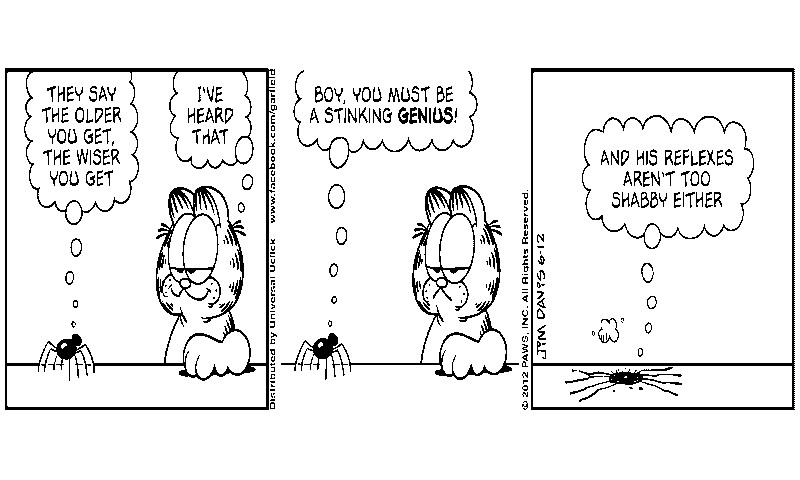 THEY SAY
THE OLDER
YOU GET,
THE WISER
YOU GET
I'VE
HEARD
THAT
www.facebook.com/garfield
Distributed by Universal Uclick
BOY, YOU MUST BE
A STINKING GENIUS!
© 2012 PAWS, INC. All Rights Reserved.
JIM DAVIS 6-12
AND HIS REFLEXES
AREN'T TOO
SHABBY EITHER